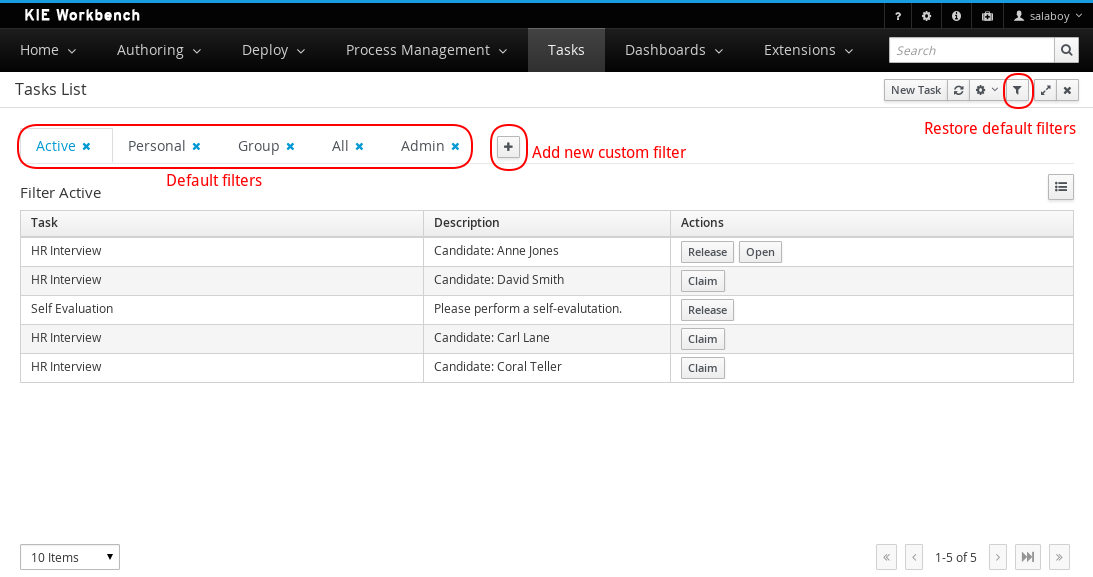 KIE Workbench
? salaboy
Home Authoring Deploy Process Management Tasks Dashboards Extensions Search
Tasks List New Task
Restore default filters
Active Personal Group All Admin
Add new custom filter
Default filters
Filter Active
Task Description Actions
HR Interview Candidate: Anne Jones Release Open
HR Interview Candidate: David Smith Claim
Self Evaluation Please perform a self-evalutation. Release
HR Interview Candidate: Carl Lane Claim
HR Interview Candidate: Coral Teller Claim
10 Items « ‹ 1-5 of 5 › »